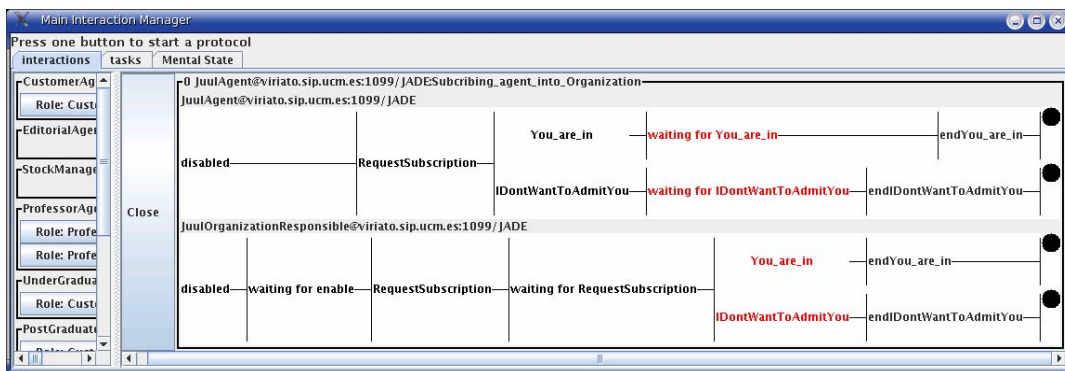 Main Interaction Manager
Press one button to start a protocol
interactions tasks Mental State
CustomerAg
Role: Cust
EditorialAge
StockManage
ProfessorAg
Role: Profe
Role: Profe
UnderGradua
Role: Cust
PostGraduat
Close
0 JuulAgent@viriato.sip.ucm.es:1099/JADE:Subcribing_agent_into_Organization
JuulAgent@viriato.sip.ucm.es:1099/JADE
You_are_in waiting for You_are_in endYou_are_in
disabled RequestSubscription
IDontWantToAdmitYou waiting for IDontWantToAdmitYou endIDontWantToAdmitYou
JuulOrganizationResponsible@viriato.sip.ucm.es:1099/JADE
You_are_in endYou_are_in
disabled waiting for enable RequestSubscription waiting for RequestSubscription
IDontWantToAdmitYou endIDontWantToAdmitYou